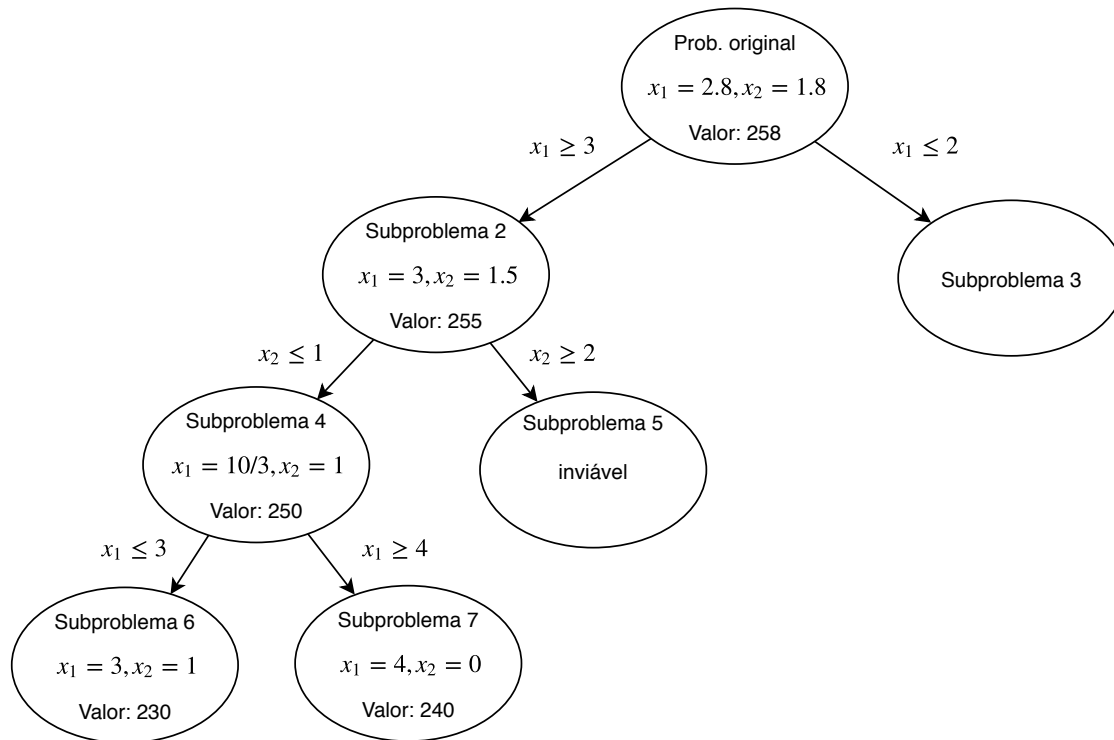 Prob. original
x₁ = 2.8, x₂ = 1.8
Valor: 258
x₁ ≥ 3
x₁ ≤ 2
Subproblema 2
x₁ = 3, x₂ = 1.5
Valor: 255
Subproblema 3
x₂ ≤ 1
x₂ ≥ 2
Subproblema 4
x₁ = 10/3, x₂ = 1
Valor: 250
Subproblema 5
inviável
x₁ ≤ 3
x₁ ≥ 4
Subproblema 6
x₁ = 3, x₂ = 1
Valor: 230
Subproblema 7
x₁ = 4, x₂ = 0
Valor: 240